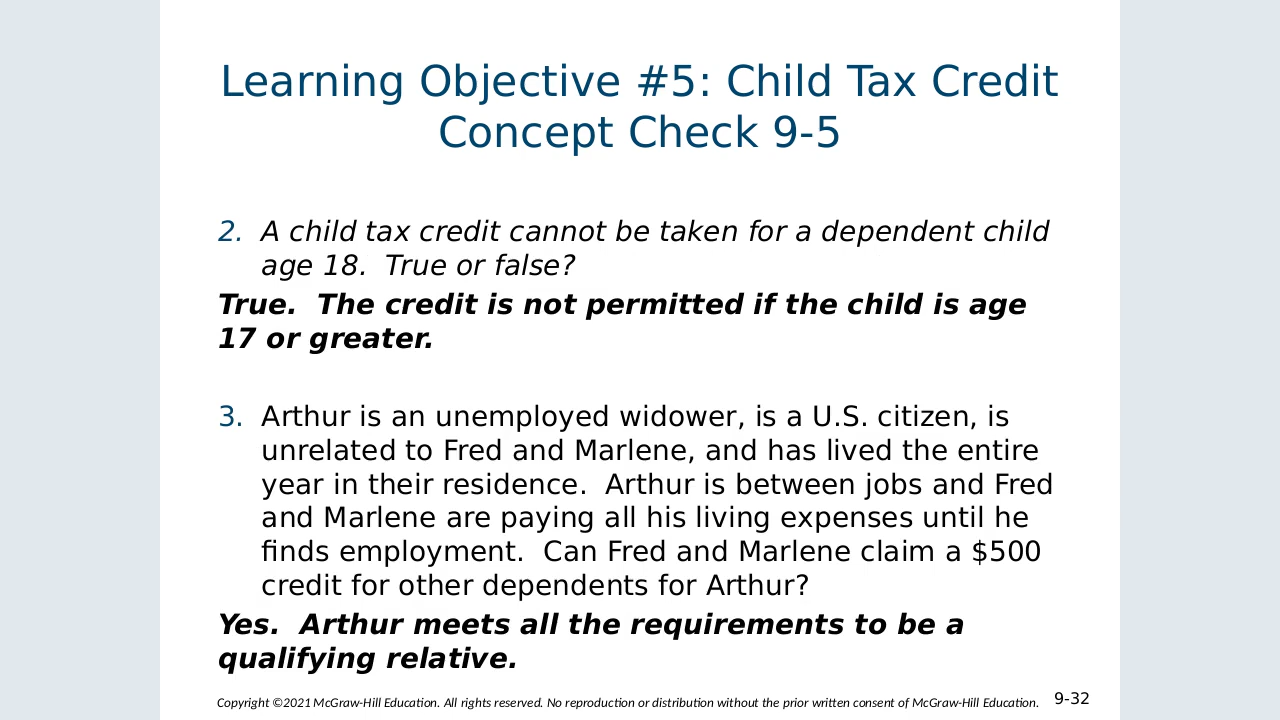 Learning Objective #5: Child Tax Credit
Concept Check 9-5
2. A child tax credit cannot be taken for a dependent child
age 18.  True or false?
True.  The credit is not permitted if the child is age
17 or greater.
3. Arthur is an unemployed widower, is a U.S. citizen, is
unrelated to Fred and Marlene, and has lived the entire
year in their residence.  Arthur is between jobs and Fred
and Marlene are paying all his living expenses until he
finds employment.  Can Fred and Marlene claim a $500
credit for other dependents for Arthur?
Yes.  Arthur meets all the requirements to be a
qualifying relative.
Copyright ©2021 McGraw-Hill Education. All rights reserved. No reproduction or distribution without the prior written consent of McGraw-Hill Education. 9-32